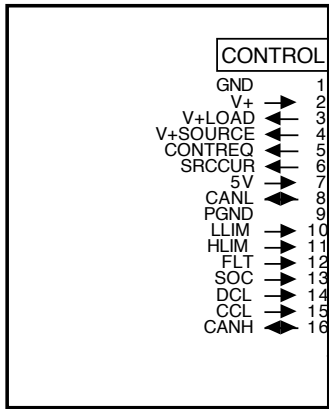 CONTROL
GND 1
V+ 2
V+LOAD 3
V+SOURCE 4
CONTREQ 5
SRCCUR 6
5V 7
CANL 8
PGND 9
LLIM 10
HLIM 11
FLT 12
SOC 13
DCL 14
CCL 15
CANH 16